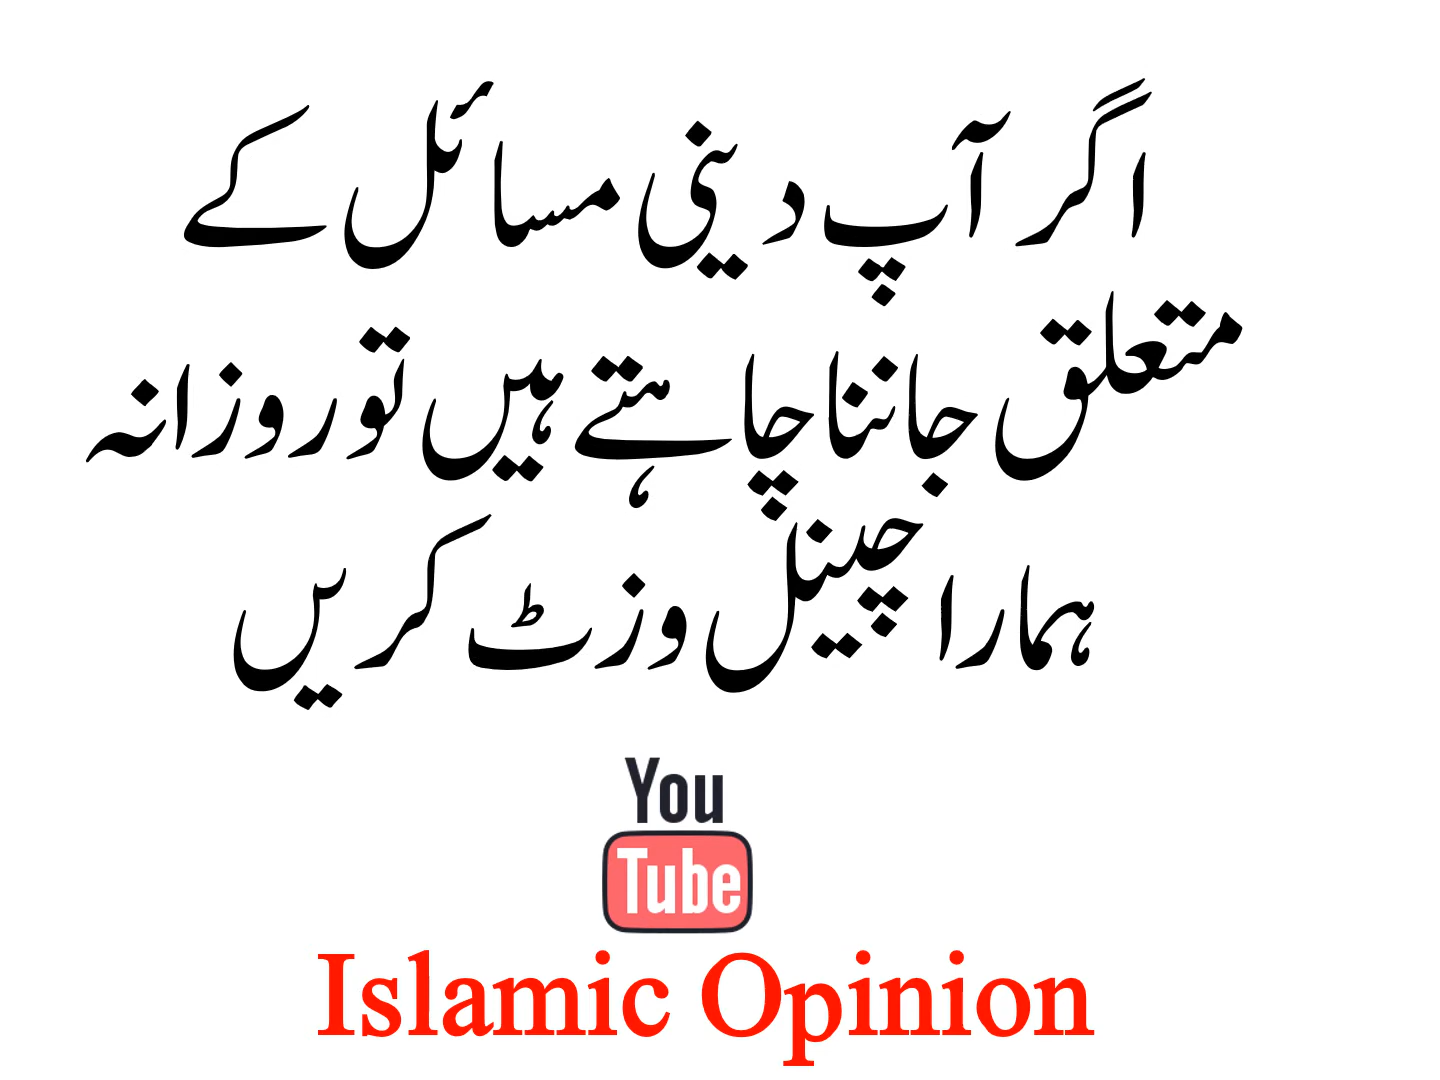 اگر آپ دینی مسائل کے
متعلق جاننا چاہتے ہیں تو روزانہ
ہمارا چینل وزٹ کریں
You
Tube
Islamic Opinion